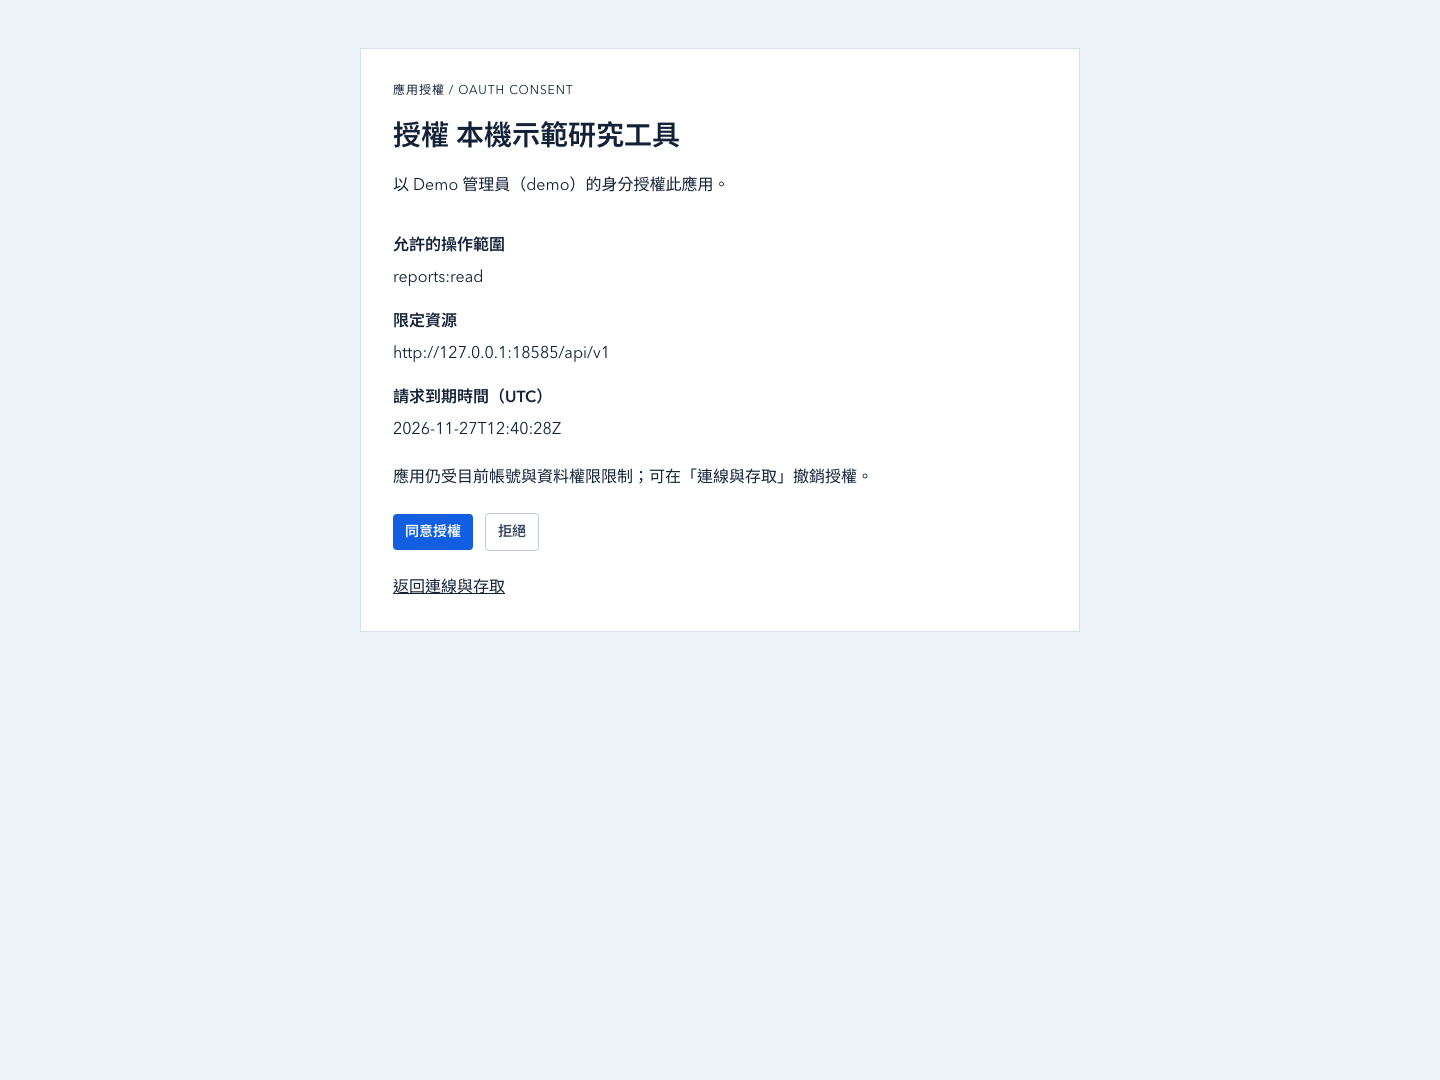 應用授權 / OAUTH CONSENT
授權 本機示範研究工具
以 Demo 管理員（demo）的身分授權此應用。
允許的操作範圍
reports:read
限定資源
http://127.0.0.1:18585/api/v1
請求到期時間（UTC）
2026-11-27T12:40:28Z
應用仍受目前帳號與資料權限限制；可在「連線與存取」撤銷授權。
同意授權 拒絕
返回連線與存取